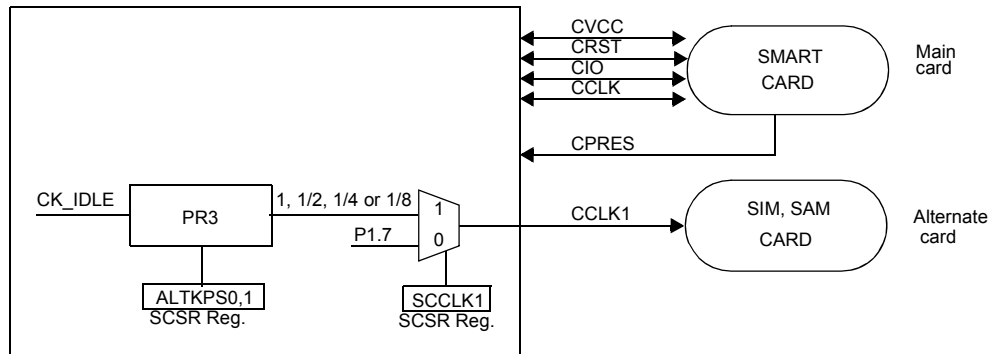 CVCC
CRST
CIO
CCLK
SMART
CARD
Main
card
CPRES
CK_IDLE
PR3
1, 1/2, 1/4 or 1/8
1
0
P1.7
CCLK1
SIM, SAM
CARD
Alternate
card
ALTKPS0,1
SCSR Reg.
SCCLK1
SCSR Reg.